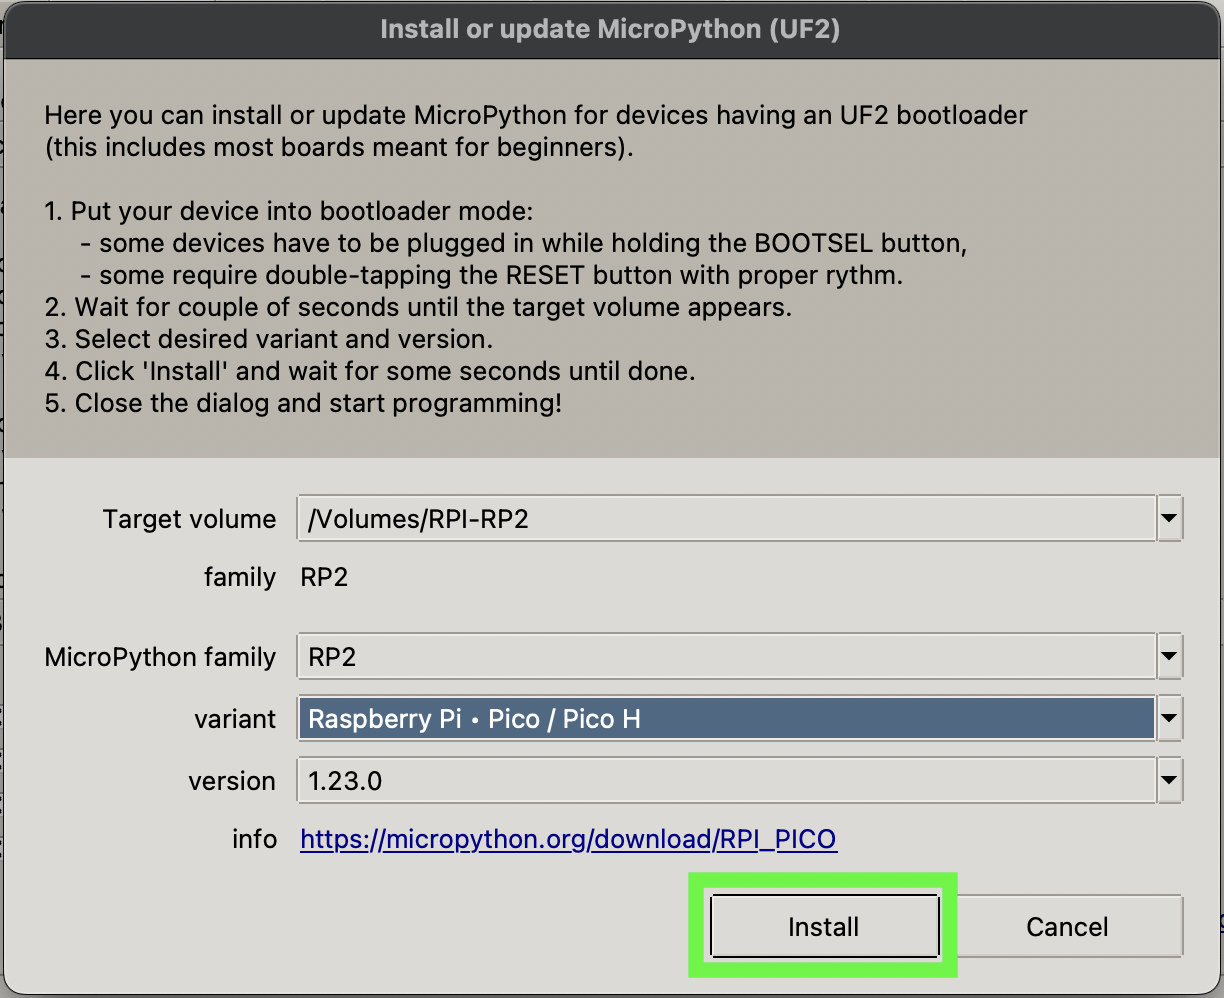 Install or update MicroPython (UF2)
Here you can install or update MicroPython for devices having an UF2 bootloader
(this includes most boards meant for beginners).
1. Put your device into bootloader mode:
- some devices have to be plugged in while holding the BOOTSEL button,
- some require double-tapping the RESET button with proper rythm.
2. Wait for couple of seconds until the target volume appears.
3. Select desired variant and version.
4. Click 'Install' and wait for some seconds until done.
5. Close the dialog and start programming!
Target volume /Volumes/RPI-RP2
family RP2
MicroPython family RP2
variant Raspberry Pi • Pico / Pico H
version 1.23.0
info https://micropython.org/download/RPI_PICO
Install Cancel